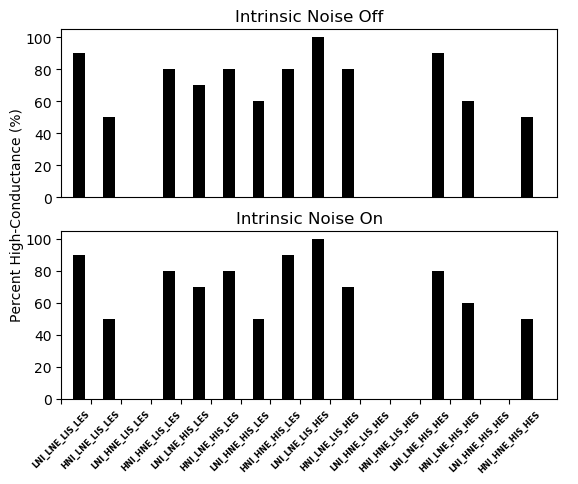 Intrinsic Noise Off
100
80
60
40
20
0
Percent High-Conductance (%)
Intrinsic Noise On
100
80
60
40
20
0
LNI_LNE_LIS_LES
HNI_LNE_LIS_LES
LNI_HNE_LIS_LES
HNI_HNE_LIS_LES
LNI_LNE_HIS_LES
HNI_LNE_HIS_LES
LNI_HNE_HIS_LES
HNI_HNE_HIS_LES
LNI_LNE_LIS_HES
HNI_LNE_LIS_HES
LNI_HNE_LIS_HES
HNI_HNE_LIS_HES
LNI_LNE_HIS_HES
HNI_LNE_HIS_HES
LNI_HNE_HIS_HES
HNI_HNE_HIS_HES